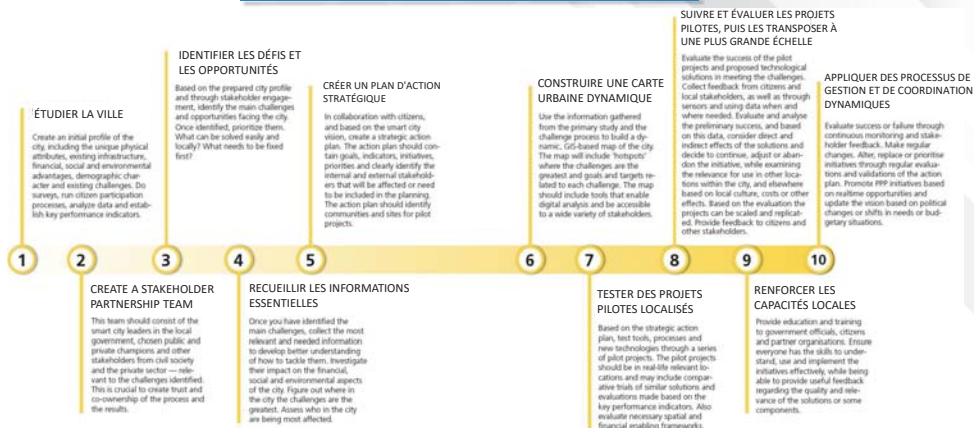 ÉTUDIER LA VILLE
Create an initial profile of the
city, including the unique physical
attributes, existing infrastructure,
financial, social and environmental
advantages, demographic char-
acter and existing challenges. Do
surveys, run citizen participation
processes, analyze data and estab-
lish key performance indicators.
1
2
CREATE A STAKEHOLDER
PARTNERSHIP TEAM
This team should consist of the
smart city leaders in the local
government, chosen public and
private champions and other
stakeholders from civil society
and the private sector — rele-
vant to the challenges identified.
This is crucial to create trust and
co-ownership of the process and
the results.
IDENTIFIER LES DÉFIS ET
LES OPPORTUNITÉS
Based on the prepared city profile
and through stakeholder engage-
ment, identify the main challenges
and opportunities facing the city.
Once identified, prioritize them.
What can be solved easily and
locally? What needs to be fixed
first?
3
4
RECUEILLIR LES INFORMATIONS
ESSENTIELLES
Once you have identified the
main challenges, collect the most
relevant and needed information
to develop better understanding
of how to tackle them. Investigate
their impact on the financial,
social and environmental aspects
of the city. Figure out where in
the city the challenges are the
greatest. Assess who in the city
are being most affected.
CRÉER UN PLAN D'ACTION
STRATÉGIQUE
In collaboration with citizens,
and based on the smart city
vision, create a strategic action
plan. The action plan should con-
tain goals, indicators, initiatives,
priorities and clearly identify the
internal and external stakehold-
ers that will be affected or need
to be included in the planning.
The action plan should identify
communities and sites for pilot
projects.
5
CONSTRUIRE UNE CARTE
URBAINE DYNAMIQUE
Use the information gathered
from the primary study and the
challenge process to build a dy-
namic, GIS-based map of the city.
The map will include 'hotspots'
where the challenges are the
greatest and goals and targets re-
lated to each challenge. The map
should include tools that enable
digital analysis and be accessible
to a wide variety of stakeholders.
6
7
TESTER DES PROJETS
PILOTES LOCALISÉS
Based on the strategic action
plan, test tools, processes and
new technologies through a series
of pilot projects. The pilot projects
should be in real-life relevant lo-
cations and may include compar-
ative trials of similar solutions and
evaluations made based on the
key performance indicators. Also
evaluate necessary spatial and
financial enabling frameworks.
SUIVRE ET ÉVALUER LES PROJETS
PILOTES, PUIS LES TRANSPOSER À
UNE PLUS GRANDE ÉCHELLE
Evaluate the success of the pilot
projects and proposed technological
solutions in meeting the challenges.
Collect feedback from citizens and
local stakeholders, as well as through
sensors and using data when and
where needed. Evaluate and analyse
the preliminary success, and based
on this data, consider direct and
indirect effects of the solutions and
decide to continue, adjust or aban-
don the initiative, while examining
the relevance for use in other loca-
tions within the city, and elsewhere
based on local culture, costs or other
effects. Based on the evaluation the
projects can be scaled and replicat-
ed. Provide feedback to citizens and
other stakeholders.
8
9
RENFORCER LES
CAPACITÉS LOCALES
Provide education and training
to government officials, citizens
and partner organisations. Ensure
everyone has the skills to under-
stand, use and implement the
initiatives effectively, while being
able to provide useful feedback
regarding the quality and rele-
vance of the solutions or some
components.
APPLIQUER DES PROCESSUS DE
GESTION ET DE COORDINATION
DYNAMIQUES
Evaluate success or failure through
continuous monitoring and stake-
holder feedback. Make regular
changes. Alter, replace or prioritise
initiatives through regular evalua-
tions and validations of the action
plan. Promote PPP initiatives based
on realtime opportunities and
update the vision based on political
changes or shifts in needs or bud-
getary situations.
10